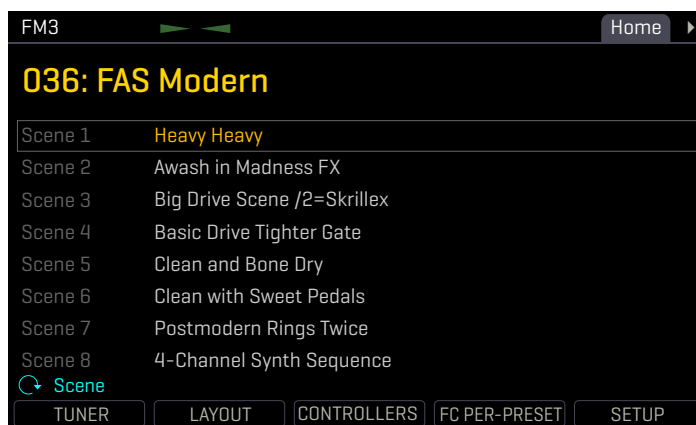 FM3 Home
036: FAS Modern
Scene 1 Heavy Heavy
Scene 2 Awash in Madness FX
Scene 3 Big Drive Scene /2=Skrillex
Scene 4 Basic Drive Tighter Gate
Scene 5 Clean and Bone Dry
Scene 6 Clean with Sweet Pedals
Scene 7 Postmodern Rings Twice
Scene 8 4-Channel Synth Sequence
Scene
TUNER LAYOUT CONTROLLERS FC PER-PRESET SETUP